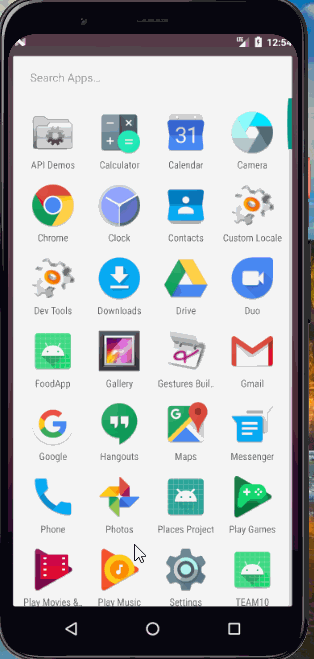 12:54
Search Apps...
31
API Demos Calculator Calendar Camera
Chrome Clock Contacts Custom Locale
Dev Tools Downloads Drive Duo
FoodApp Gallery Gestures Buil.. Gmail
G
Google Hangouts Maps Messenger
Phone Photos Places Project Play Games
Play Movies &.. Play Music Settings TEAM10